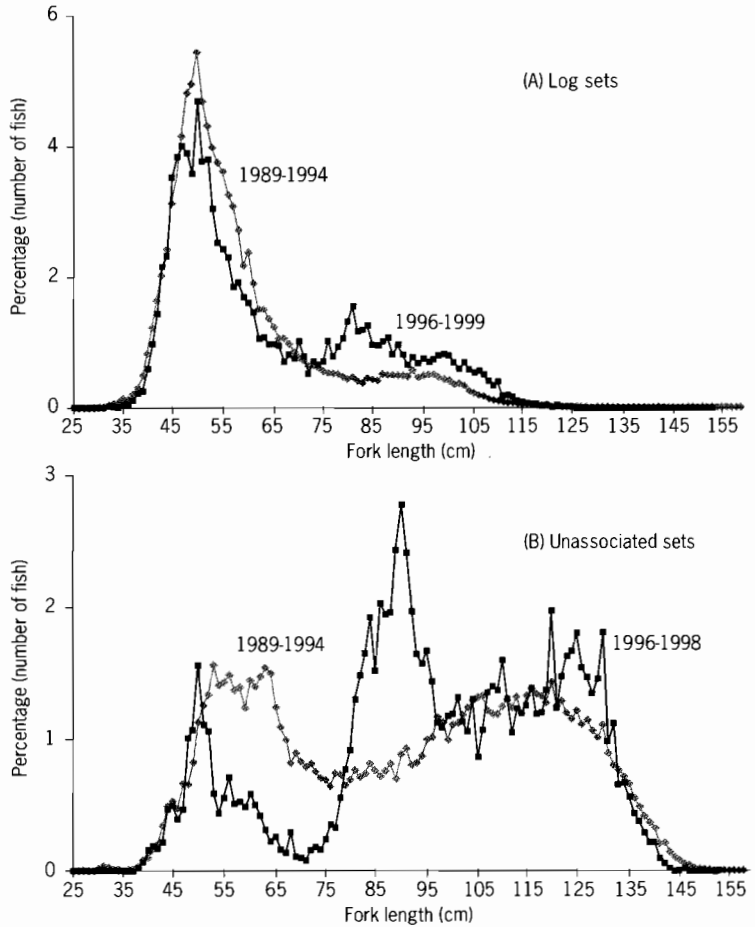 6
(A) Log sets
4
1989-1994
Percentage (number of fish)
2
1996-1999
0
25 35 45 55 65 75 85 95 105 115 125 135 145 155
Fork length (cm)
3
(B) Unassociated sets
2
1989-1994
1996-1998
Percentage (number of fish)
1
0
25 35 45 55 65 75 85 95 105 115 125 135 145 155
Fork length (cm)